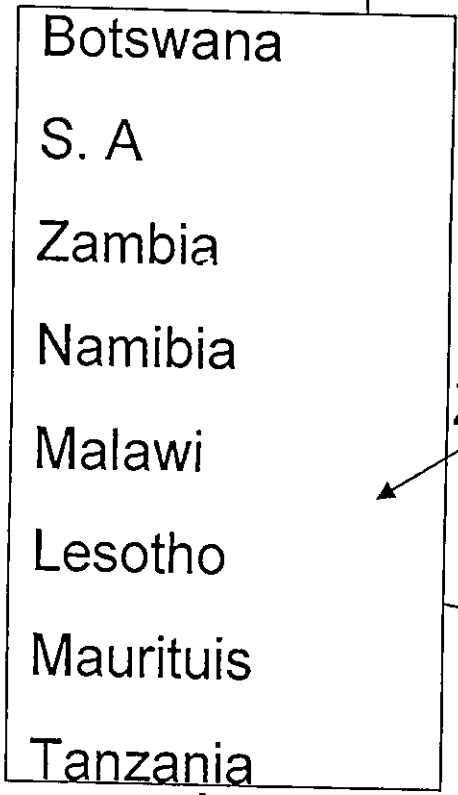 Botswana
S. A
Zambia
Namibia
Malawi
Lesotho
Maurituis
Tanzania